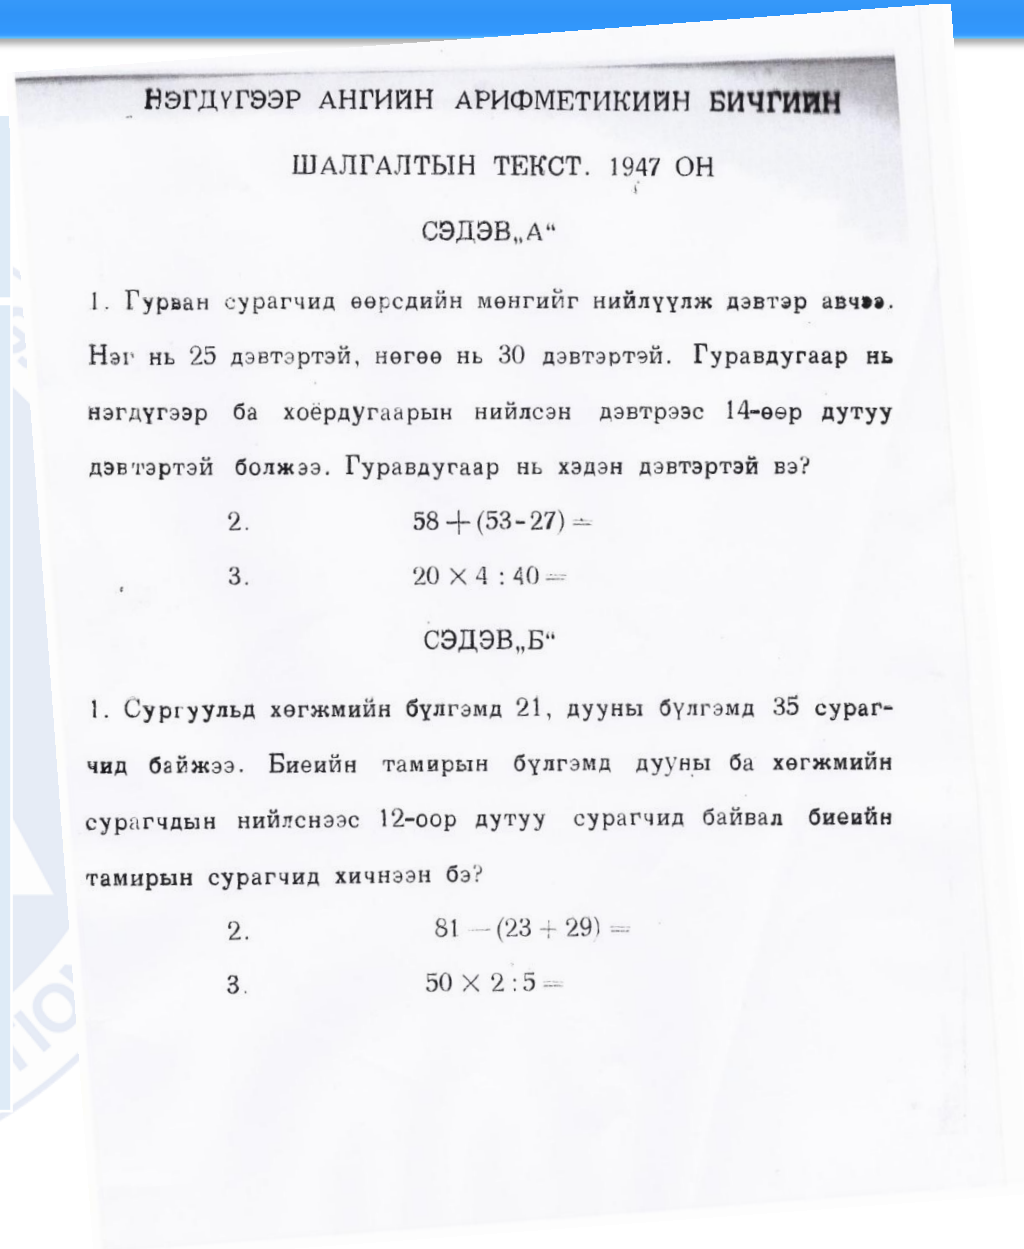 НЭГДҮГЭЭР АНГИЙН АРИФМЕТИКИЙН БИЧГИЙН
ШАЛГАЛТЫН ТЕКСТ. 1947 ОН
СЭДЭВ„А“
1. Гурван сурагчид өөрсдийн мөнгийг нийлүүлж дэвтэр авчээ.
Нэг нь 25 дэвтэртэй, нөгөө нь 30 дэвтэртэй. Гуравдугаар нь
нэгдүгээр ба хоёрдугаарын нийлсэн дэвтрээс 14-өөр дутуу
дэвтэртэй болжээ. Гуравдугаар нь хэдэн дэвтэртэй вэ?
2. 58 + (53-27) =
3. 20 × 4 : 40 =
СЭДЭВ„Б“
1. Сургуульд хөгжмийн бүлгэмд 21, дууны бүлгэмд 35 сураг-
чид байжээ. Биеийн тамирын бүлгэмд дууны ба хөгжмийн
сурагчдын нийлснээс 12-оор дутуу сурагчид байвал биеийн
тамирын сурагчид хичнээн бэ?
2. 81 — (23 + 29) =
3. 50 × 2 : 5 =